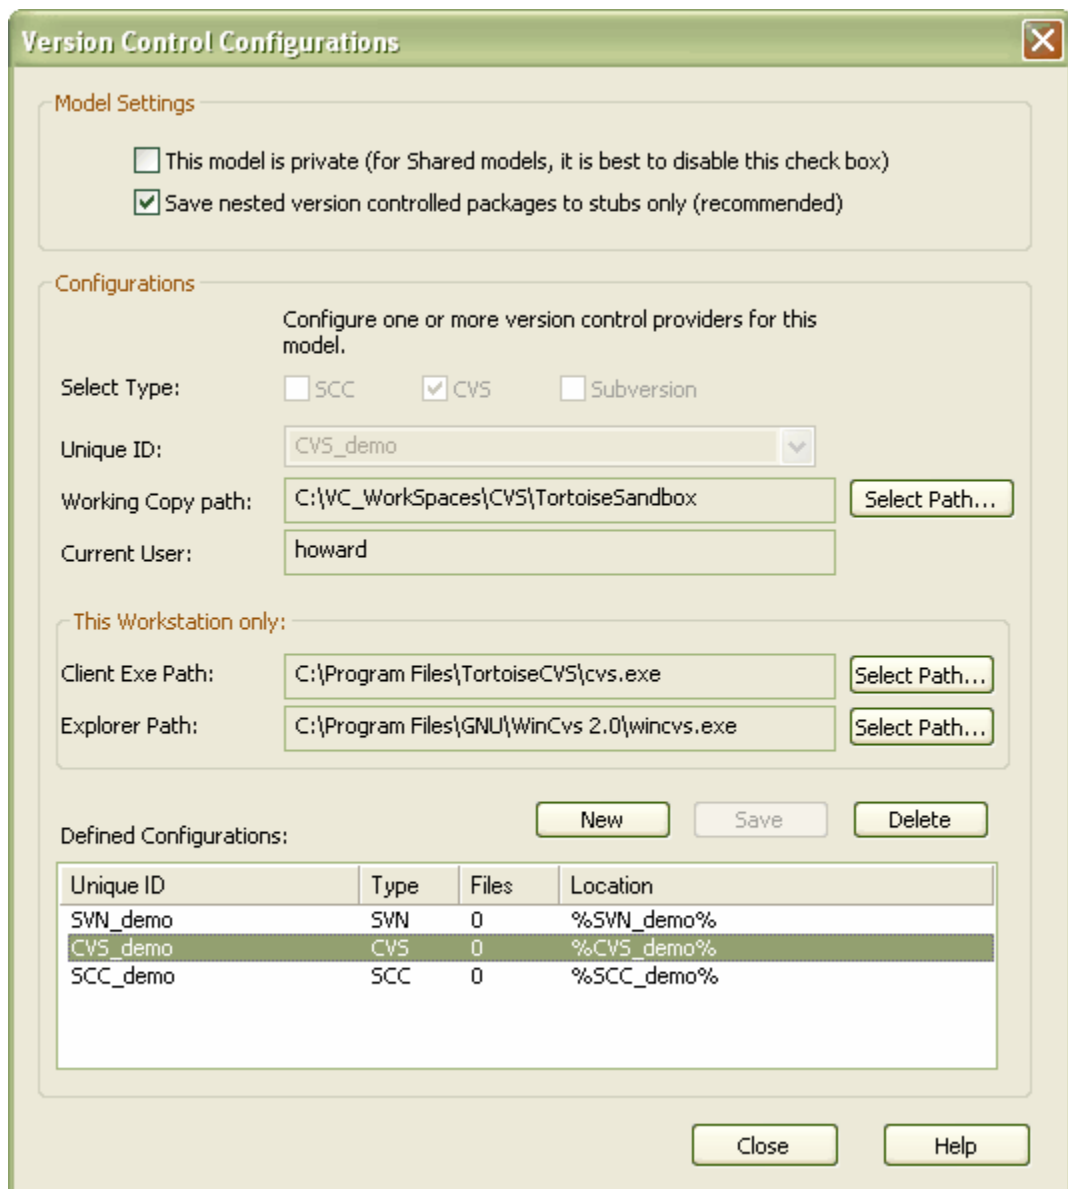 Version Control Configurations
Model Settings
This model is private (for Shared models, it is best to disable this check box)
Save nested version controlled packages to stubs only (recommended)
Configurations
Configure one or more version control providers for this
model.
Select Type: SCC CVS Subversion
Unique ID: CVS_demo
Working Copy path: C:\VC_WorkSpaces\CVS\TortoiseSandbox Select Path...
Current User: howard
This Workstation only:
Client Exe Path: C:\Program Files\TortoiseCVS\cvs.exe Select Path...
Explorer Path: C:\Program Files\GNU\WinCvs 2.0\wincvs.exe Select Path...
New Save Delete
Defined Configurations:
Unique ID Type Files Location
SVN_demo SVN 0 %SVN_demo%
CVS_demo CVS 0 %CVS_demo%
SCC_demo SCC 0 %SCC_demo%
Close Help